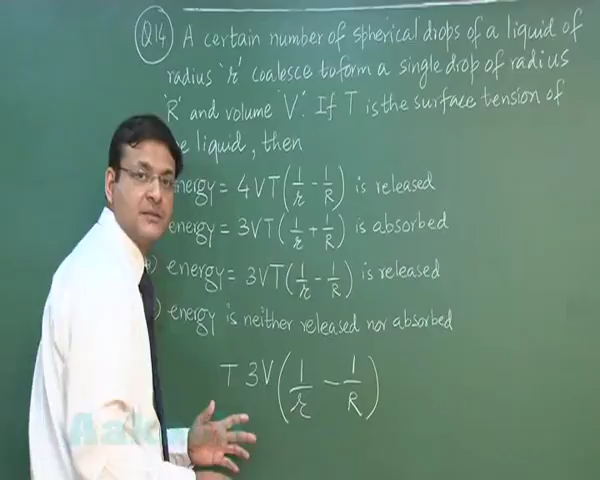 Q14 A certain number of spherical drops of a liquid of
radius 'r' coalesce to form a single drop of radius
'R' and volume 'V'. If T is the surface tension of
liquid, then
energy = 4VT(1/r - 1/R) is released
energy = 3VT(1/r + 1/R) is absorbed
energy = 3VT(1/r - 1/R) is released
) energy is neither released nor absorbed
T 3V(1/r - 1/R)